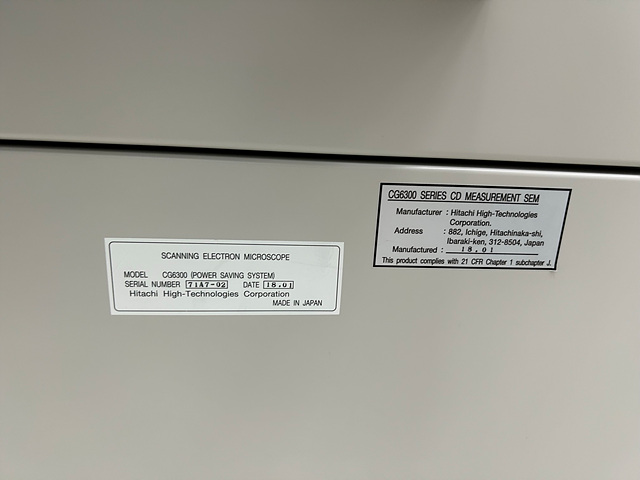 SCANNING ELECTRON MICROSCOPE
MODEL CG6300 (POWER SAVING SYSTEM)
SERIAL NUMBER 71A7-02 DATE 18.01
Hitachi High-Technologies Corporation
MADE IN JAPAN
CG6300 SERIES CD MEASUREMENT SEM
Manufacturer : Hitachi High-Technologies
Corporation.
Address : 882, Ichige, Hitachinaka-shi,
Ibaraki-ken, 312-8504, Japan
Manufactured : 18, 01
This product complies with 21 CFR Chapter 1 subchapter J.